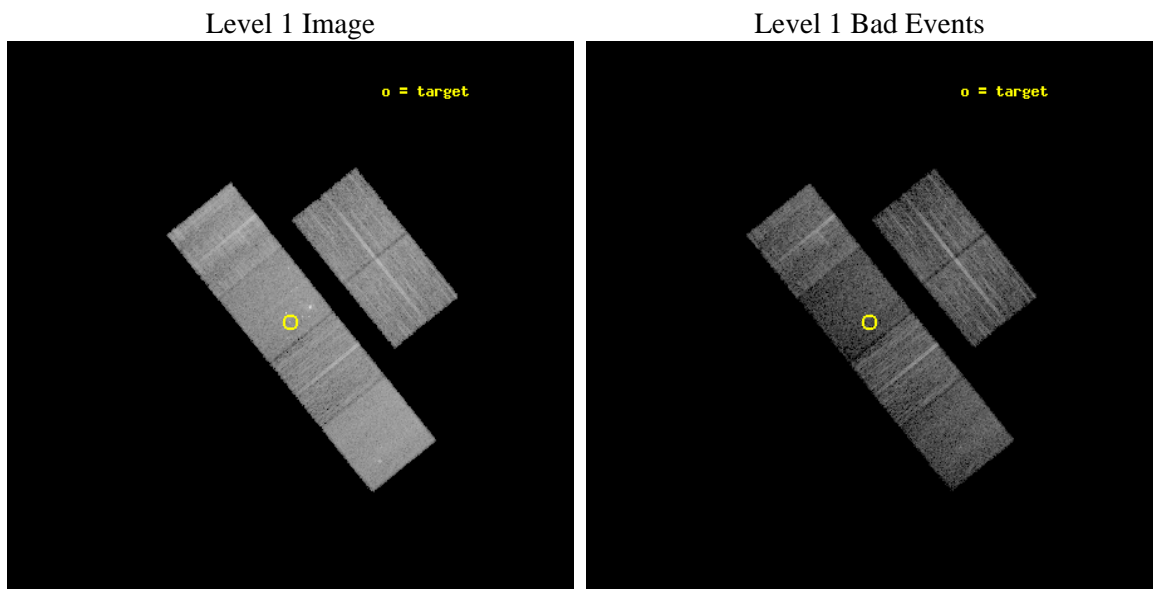 Level 1 Image
Level 1 Bad Events
o = target
o = target